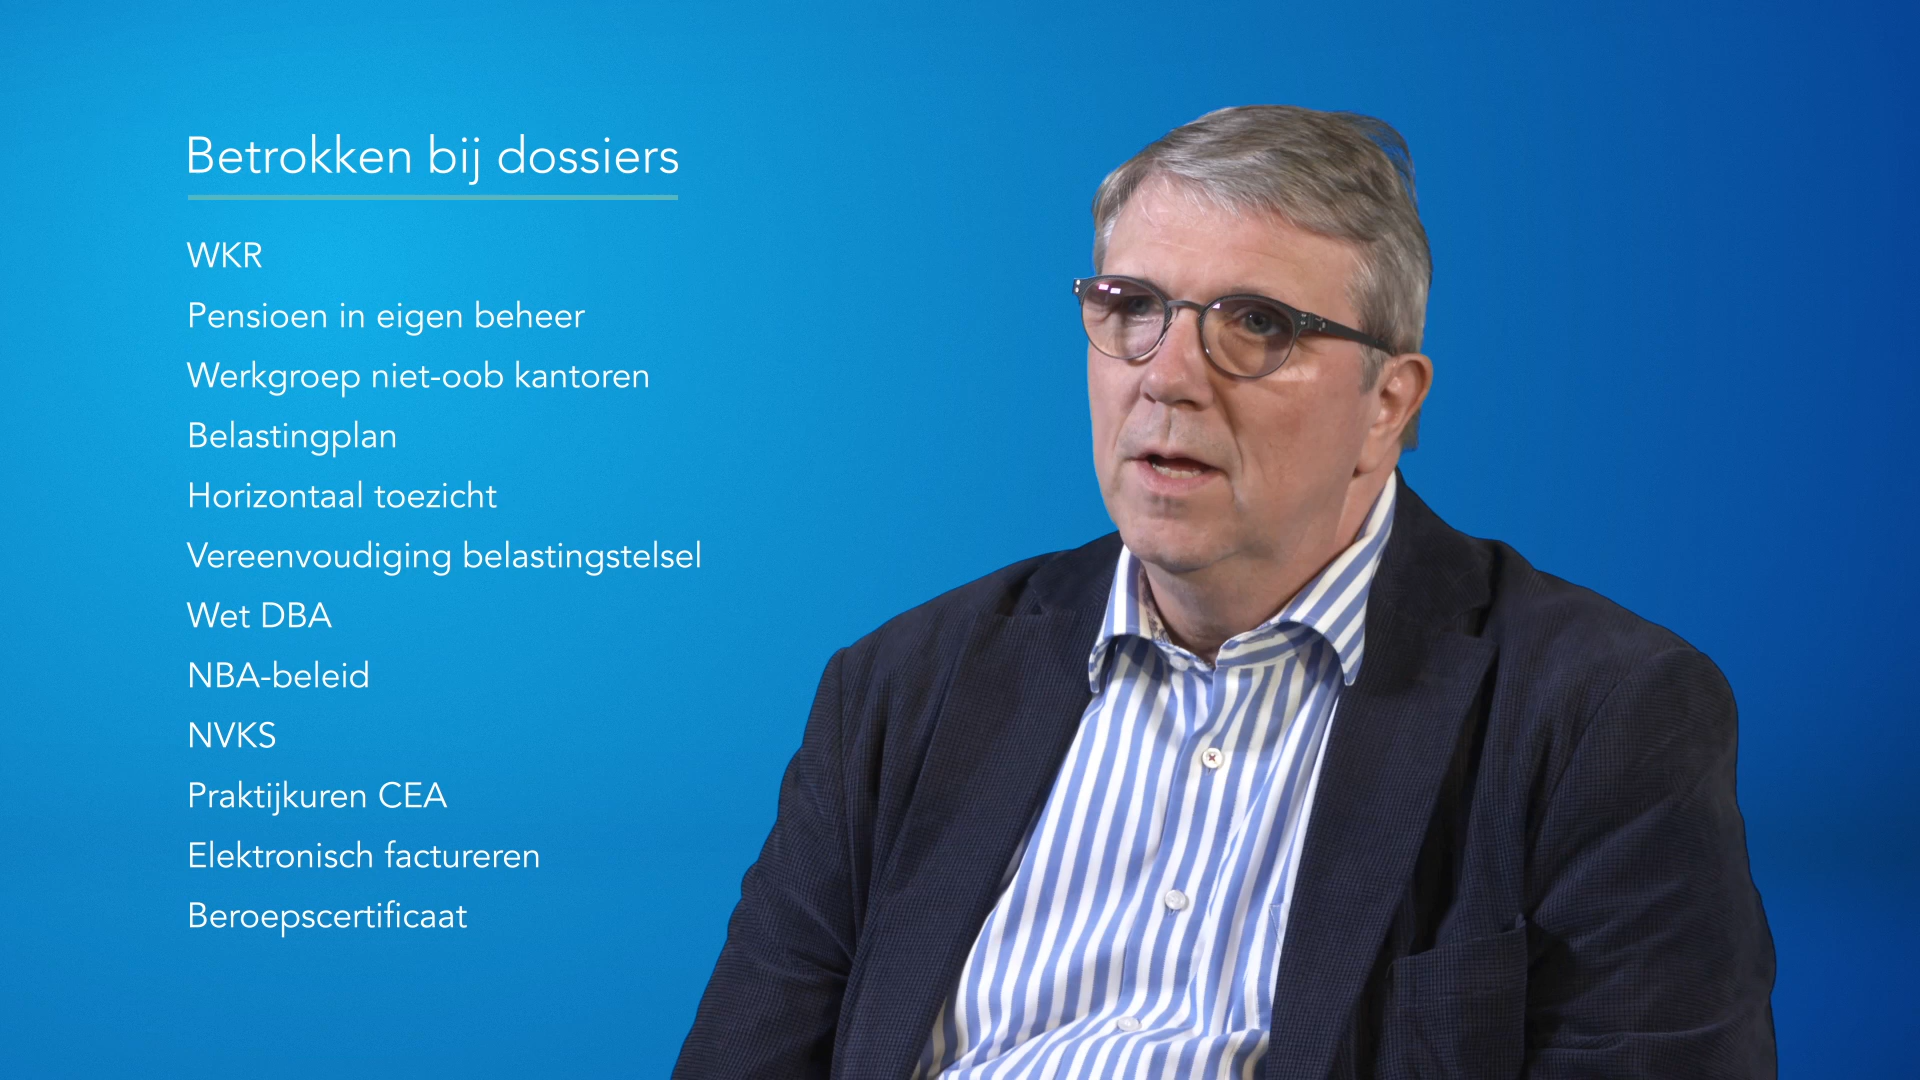 Betrokken bij dossiers
WKR
Pensioen in eigen beheer
Werkgroep niet-oob kantoren
Belastingplan
Horizontaal toezicht
Vereenvoudiging belastingstelsel
Wet DBA
NBA-beleid
NVKS
Praktijkuren CEA
Elektronisch factureren
Beroepscertificaat